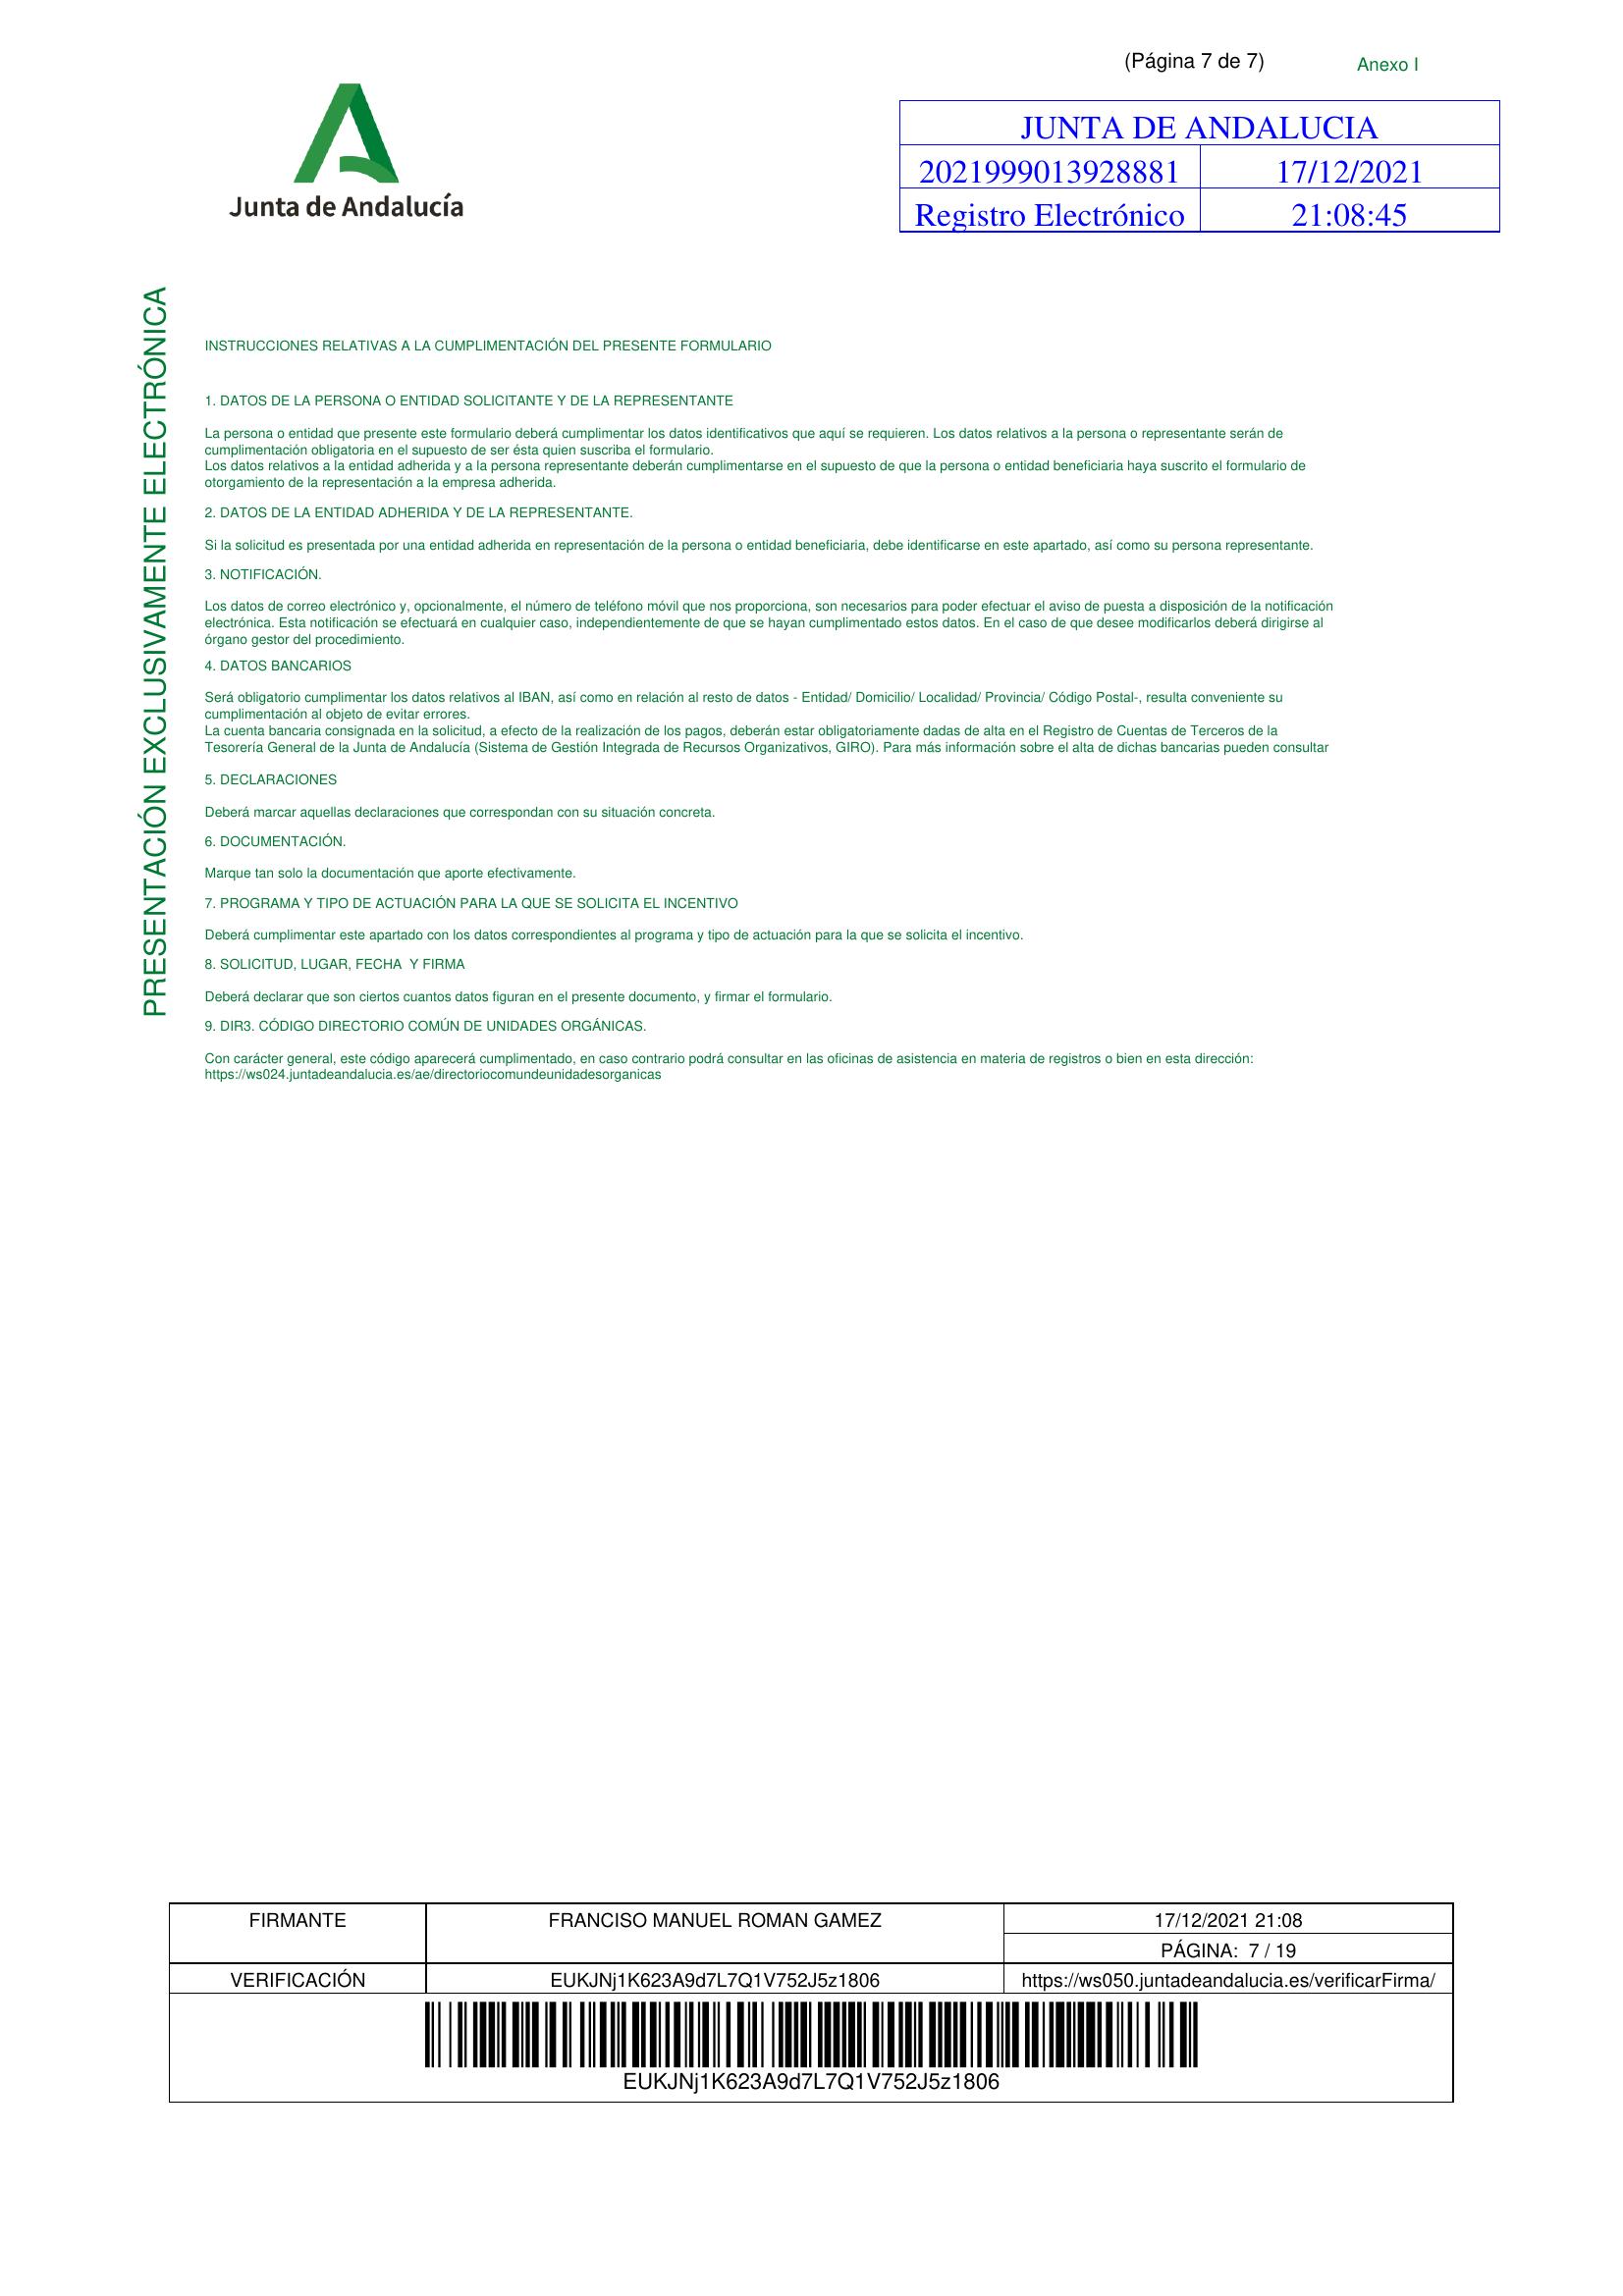 (Página 7 de 7)
Anexo I
Junta de Andalucía
JUNTA DE ANDALUCIA
2021999013928881
17/12/2021
Registro Electrónico
21:08:45
PRESENTACIÓN EXCLUSIVAMENTE ELECTRÓNICA
INSTRUCCIONES RELATIVAS A LA CUMPLIMENTACIÓN DEL PRESENTE FORMULARIO
1. DATOS DE LA PERSONA O ENTIDAD SOLICITANTE Y DE LA REPRESENTANTE
La persona o entidad que presente este formulario deberá cumplimentar los datos identificativos que aquí se requieren. Los datos relativos a la persona o representante serán de
cumplimentación obligatoria en el supuesto de ser ésta quien suscriba el formulario.
Los datos relativos a la entidad adherida y a la persona representante deberán cumplimentarse en el supuesto de que la persona o entidad beneficiaria haya suscrito el formulario de
otorgamiento de la representación a la empresa adherida.
2. DATOS DE LA ENTIDAD ADHERIDA Y DE LA REPRESENTANTE.
Si la solicitud es presentada por una entidad adherida en representación de la persona o entidad beneficiaria, debe identificarse en este apartado, así como su persona representante.
3. NOTIFICACIÓN.
Los datos de correo electrónico y, opcionalmente, el número de teléfono móvil que nos proporciona, son necesarios para poder efectuar el aviso de puesta a disposición de la notificación
electrónica. Esta notificación se efectuará en cualquier caso, independientemente de que se hayan cumplimentado estos datos. En el caso de que desee modificarlos deberá dirigirse al
órgano gestor del procedimiento.
4. DATOS BANCARIOS
Será obligatorio cumplimentar los datos relativos al IBAN, así como en relación al resto de datos - Entidad/ Domicilio/ Localidad/ Provincia/ Código Postal-, resulta conveniente su
cumplimentación al objeto de evitar errores.
La cuenta bancaria consignada en la solicitud, a efecto de la realización de los pagos, deberán estar obligatoriamente dadas de alta en el Registro de Cuentas de Terceros de la
Tesorería General de la Junta de Andalucía (Sistema de Gestión Integrada de Recursos Organizativos, GIRO). Para más información sobre el alta de dichas bancarias pueden consultar
5. DECLARACIONES
Deberá marcar aquellas declaraciones que correspondan con su situación concreta.
6. DOCUMENTACIÓN.
Marque tan solo la documentación que aporte efectivamente.
7. PROGRAMA Y TIPO DE ACTUACIÓN PARA LA QUE SE SOLICITA EL INCENTIVO
Deberá cumplimentar este apartado con los datos correspondientes al programa y tipo de actuación para la que se solicita el incentivo.
8. SOLICITUD, LUGAR, FECHA  Y FIRMA
Deberá declarar que son ciertos cuantos datos figuran en el presente documento, y firmar el formulario.
9. DIR3. CÓDIGO DIRECTORIO COMÚN DE UNIDADES ORGÁNICAS.
Con carácter general, este código aparecerá cumplimentado, en caso contrario podrá consultar en las oficinas de asistencia en materia de registros o bien en esta dirección:
https://ws024.juntadeandalucia.es/ae/directoriocomundeunidadesorganicas
FIRMANTE
FRANCISO MANUEL ROMAN GAMEZ
17/12/2021 21:08
PÁGINA:  7 / 19
VERIFICACIÓN
EUKJNj1K623A9d7L7Q1V752J5z1806
https://ws050.juntadeandalucia.es/verificarFirma/
EUKJNj1K623A9d7L7Q1V752J5z1806